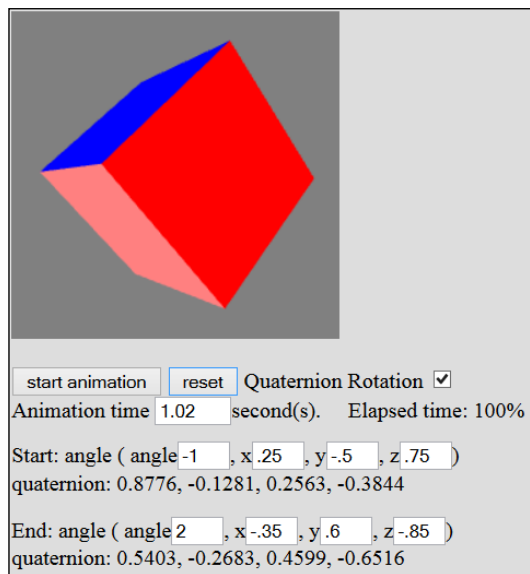 start animation reset Quaternion Rotation
Animation time 1.02 second(s). Elapsed time: 100%
Start: angle ( angle -1 , x .25 , y -.5 , z .75 )
quaternion: 0.8776, -0.1281, 0.2563, -0.3844
End: angle ( angle 2 , x -.35 , y .6 , z -.85 )
quaternion: 0.5403, -0.2683, 0.4599, -0.6516